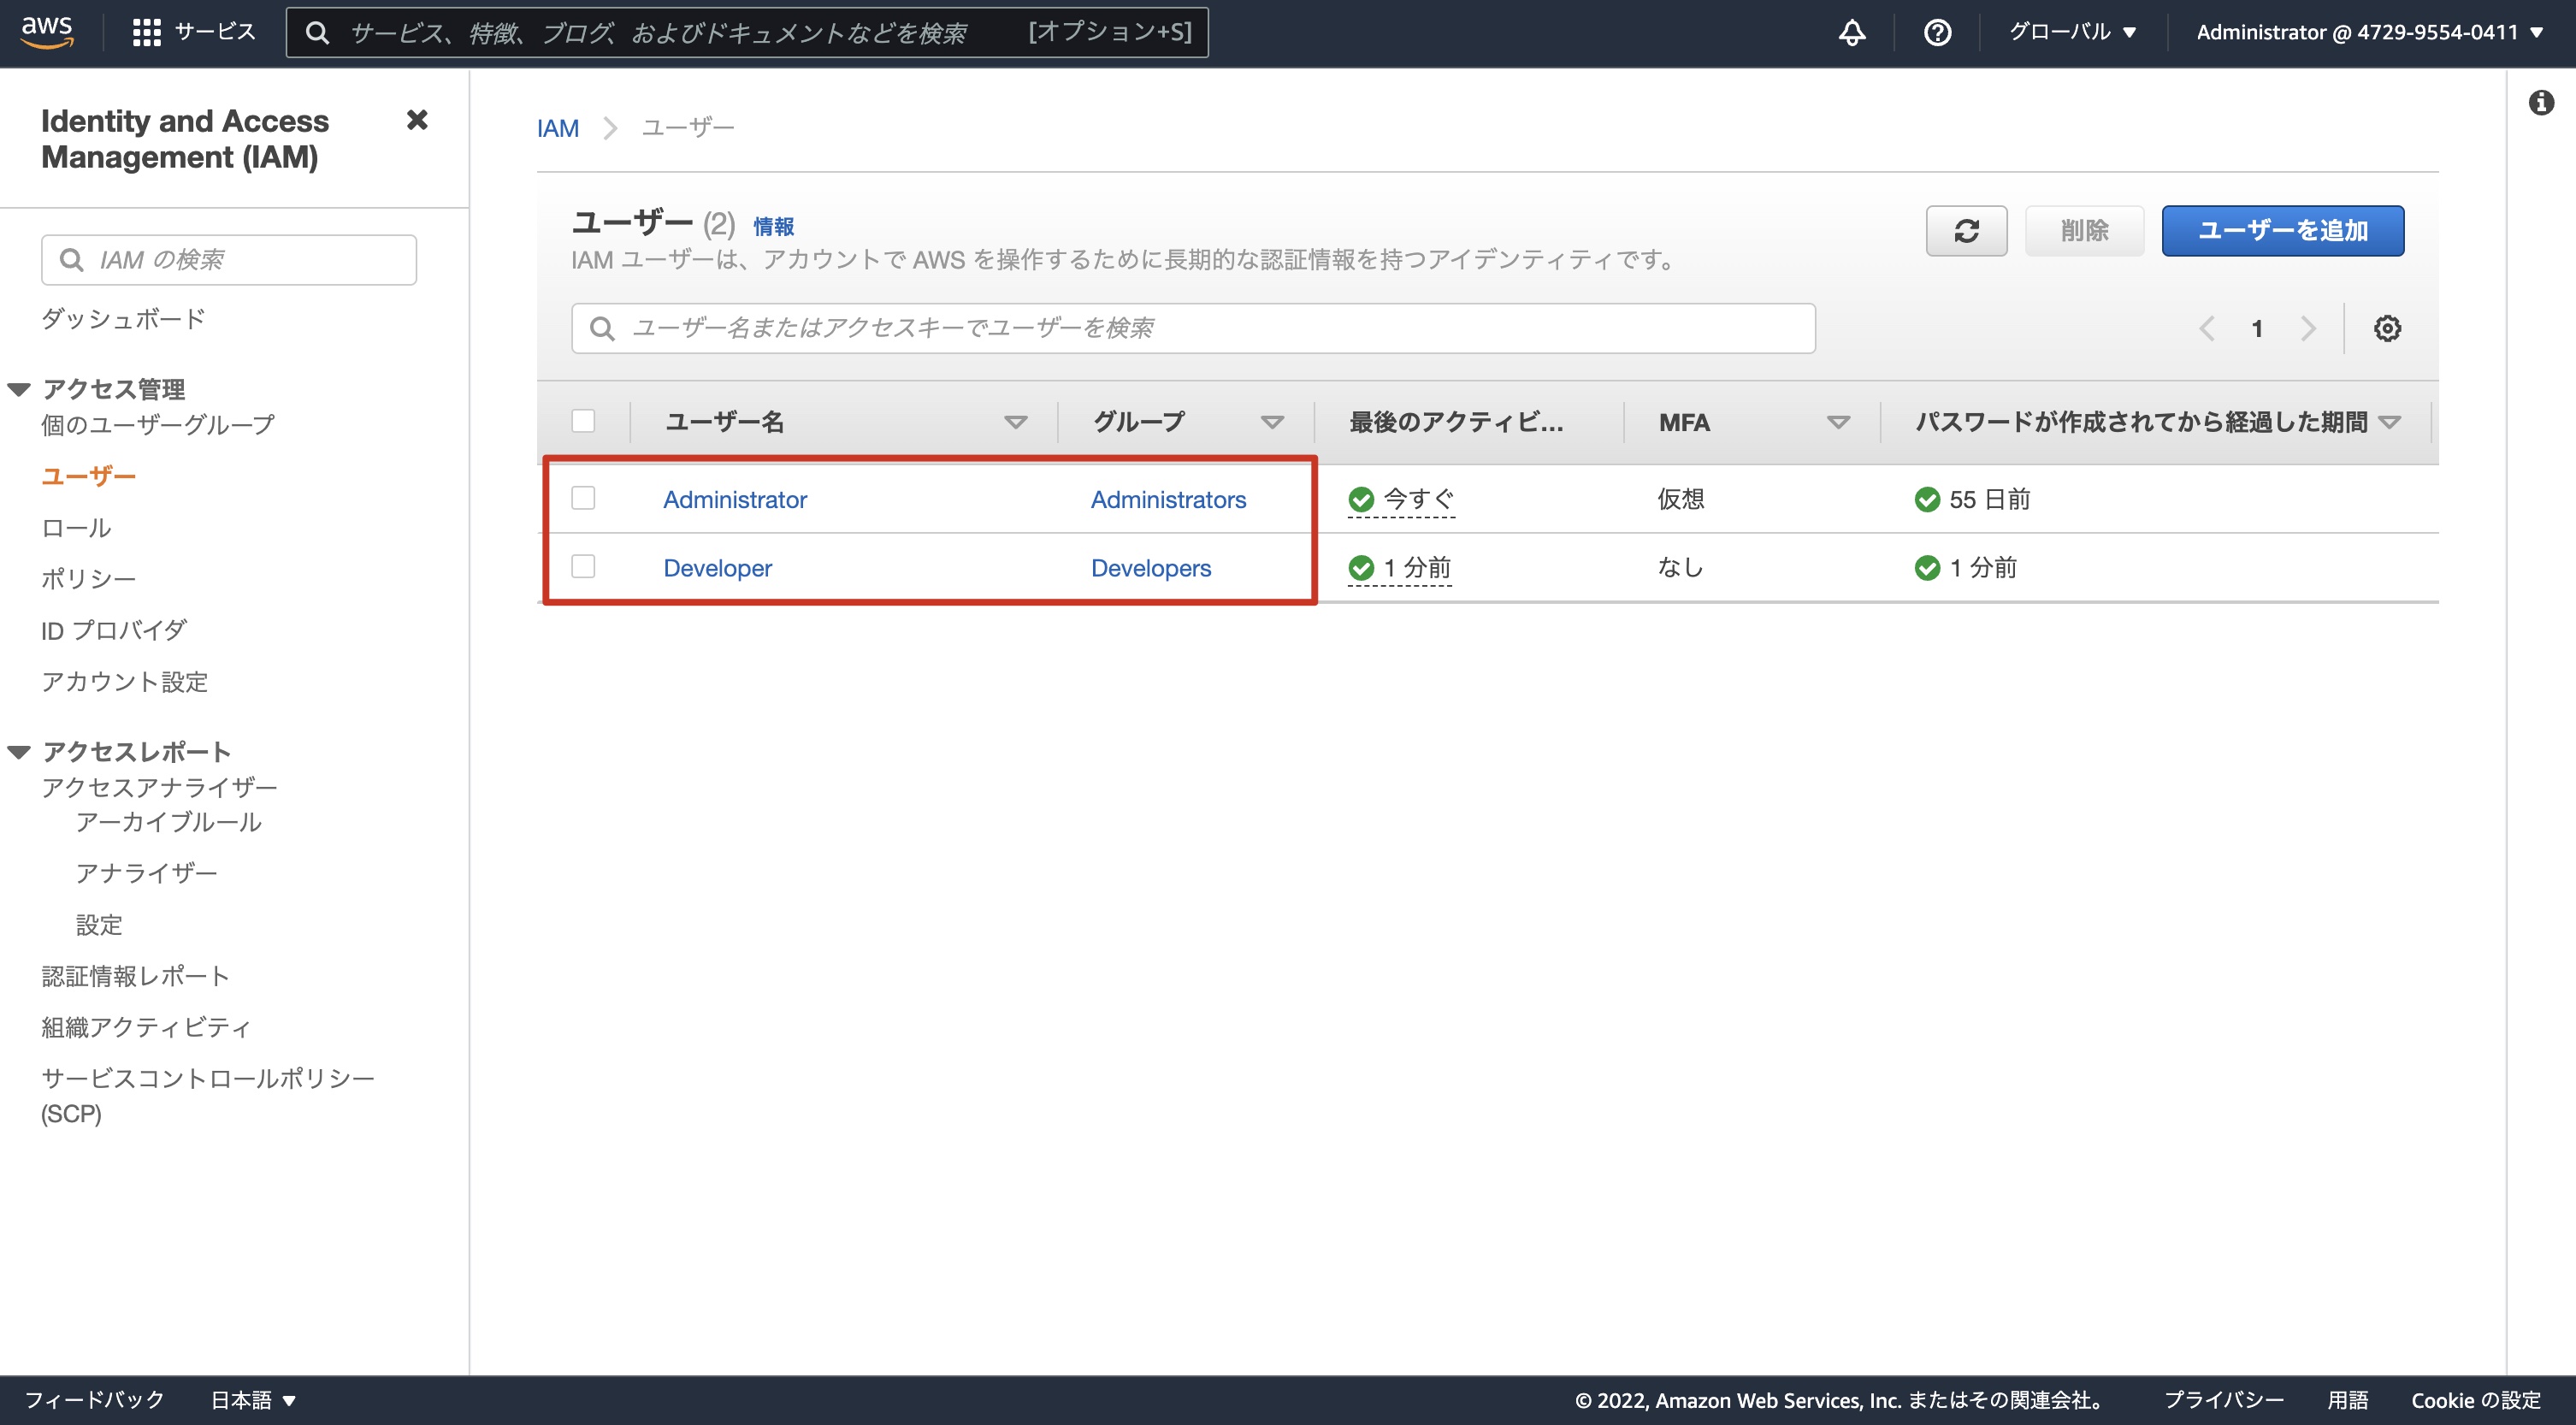 aws
サービス
サービス、特徴、ブログ、およびドキュメントなどを検索
[オプション+S]
グローバル ▼
Administrator @ 4729-9554-0411 ▼
Identity and Access
Management (IAM)
IAM の検索
ダッシュボード
アクセス管理
個のユーザーグループ
ユーザー
ロール
ポリシー
ID プロバイダ
アカウント設定
アクセスレポート
アクセスアナライザー
アーカイブルール
アナライザー
設定
認証情報レポート
組織アクティビティ
サービスコントロールポリシー
(SCP)
IAM > ユーザー
ユーザー (2) 情報
IAM ユーザーは、アカウントで AWS を操作するために長期的な認証情報を持つアイデンティティです。
削除
ユーザーを追加
ユーザー名またはアクセスキーでユーザーを検索
1
ユーザー名 グループ 最後のアクティビ... MFA パスワードが作成されてから経過した期間
Administrator Administrators 今すぐ 仮想 55 日前
Developer Developers 1 分前 なし 1 分前
フィードバック 日本語 ▼ © 2022, Amazon Web Services, Inc. またはその関連会社。 プライバシー 用語 Cookie の設定